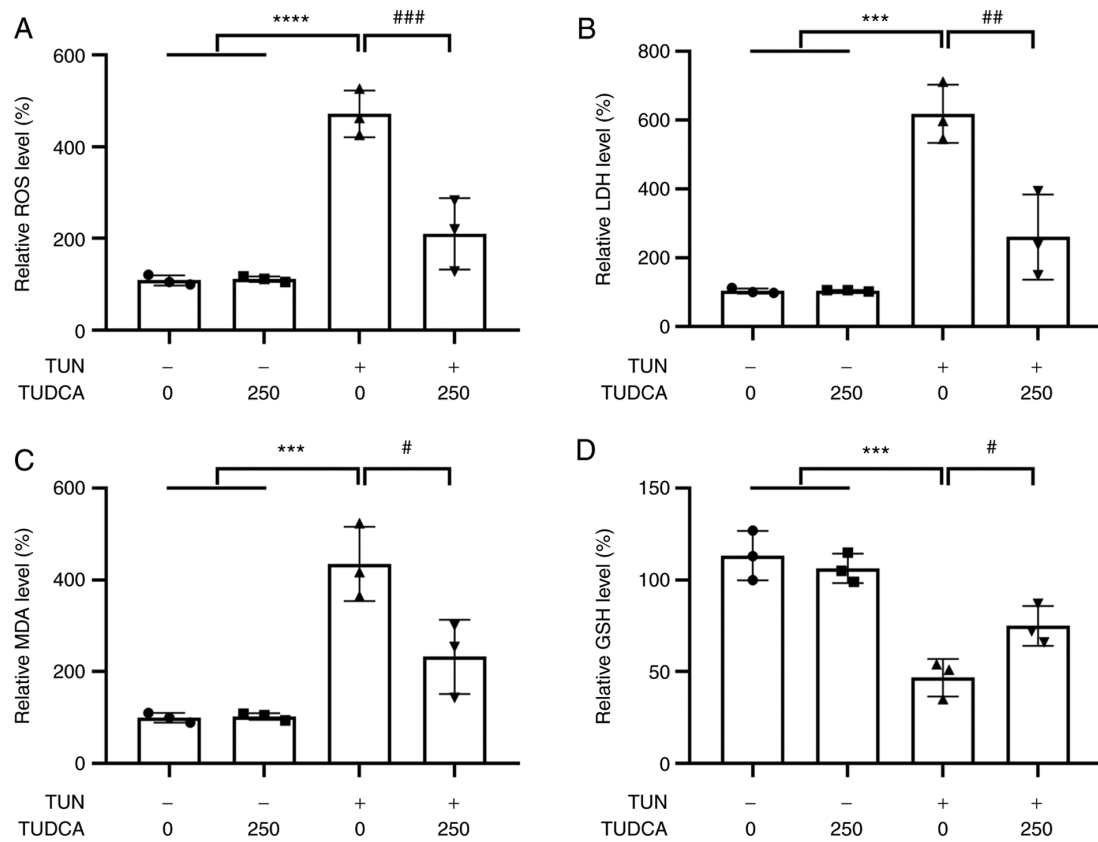 A
**** ###
Relative ROS level (%)
600
400
200
0
TUN – – + +
TUDCA 0 250 0 250
B
*** ##
Relative LDH level (%)
800
600
400
200
0
TUN – – + +
TUDCA 0 250 0 250
C
*** #
Relative MDA level (%)
600
400
200
0
TUN – – + +
TUDCA 0 250 0 250
D
*** #
Relative GSH level (%)
150
100
50
0
TUN – – + +
TUDCA 0 250 0 250